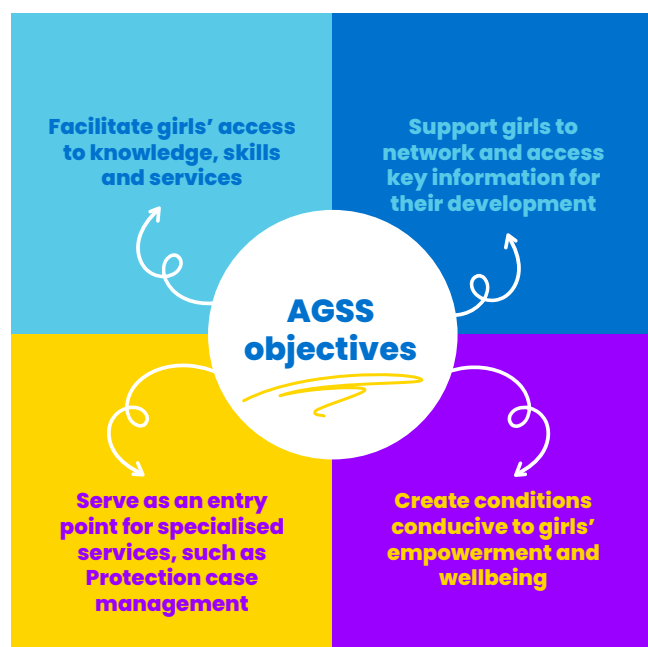 Facilitate girls’ access
to knowledge, skills
and services
Support girls to
network and access
key information for
their development
AGSS
objectives
Serve as an entry
point for specialised
services, such as
Protection case
management
Create conditions
conducive to girls’
empowerment and
wellbeing